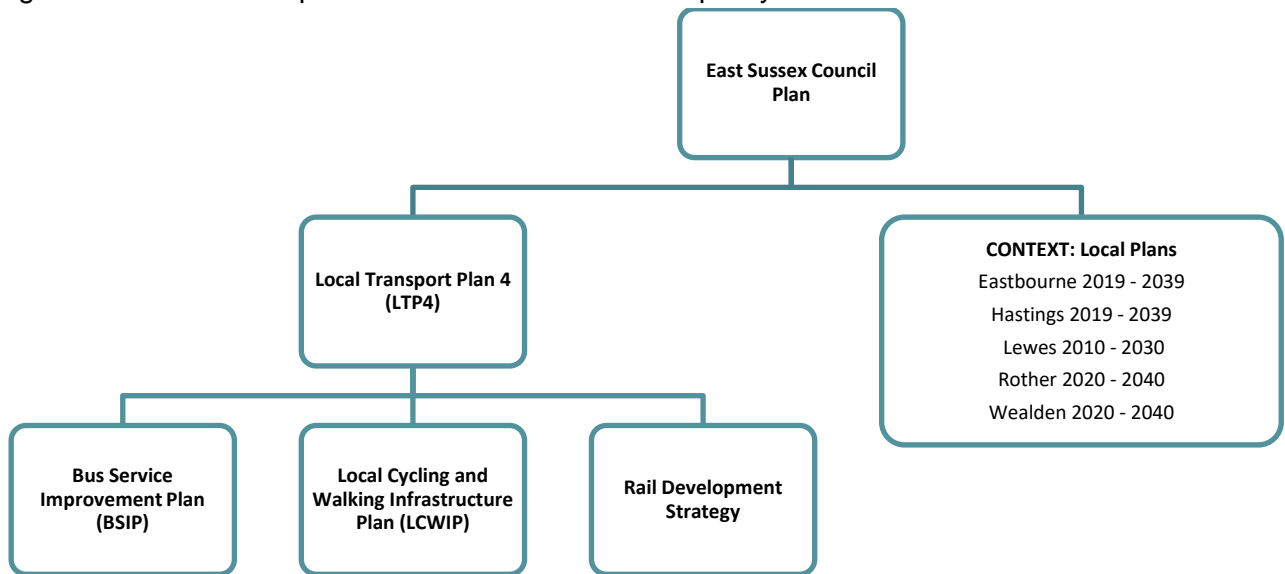 East Sussex Council
Plan
Local Transport Plan 4
(LTP4)
CONTEXT: Local Plans
Eastbourne 2019 - 2039
Hastings 2019 - 2039
Lewes 2010 - 2030
Rother 2020 - 2040
Wealden 2020 - 2040
Bus Service
Improvement Plan
(BSIP)
Local Cycling and
Walking Infrastructure
Plan (LCWIP)
Rail Development
Strategy